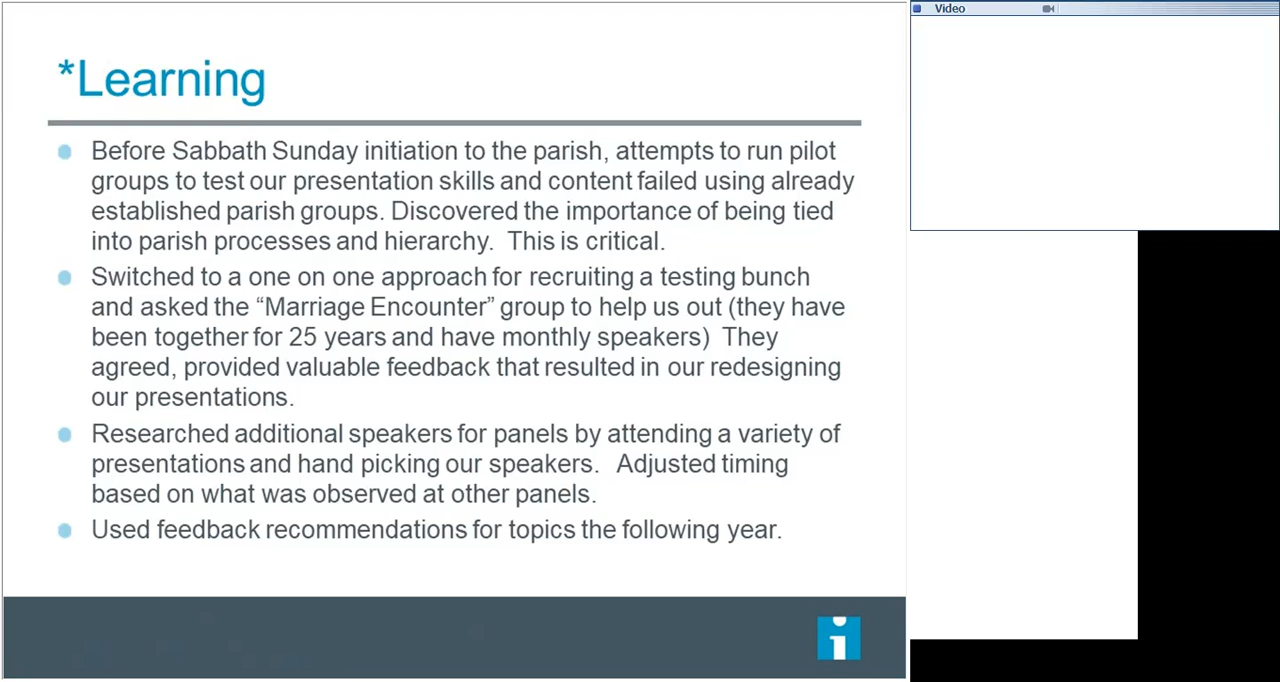 Video
*Learning
Before Sabbath Sunday initiation to the parish, attempts to run pilot
groups to test our presentation skills and content failed using already
established parish groups. Discovered the importance of being tied
into parish processes and hierarchy.  This is critical.
Switched to a one on one approach for recruiting a testing bunch
and asked the “Marriage Encounter” group to help us out (they have
been together for 25 years and have monthly speakers)  They
agreed, provided valuable feedback that resulted in our redesigning
our presentations.
Researched additional speakers for panels by attending a variety of
presentations and hand picking our speakers.   Adjusted timing
based on what was observed at other panels.
Used feedback recommendations for topics the following year.
i